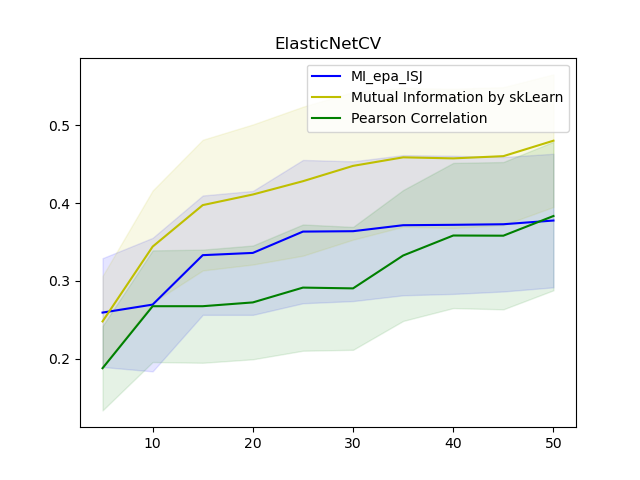 ElasticNetCV
MI_epa_ISJ
Mutual Information by skLearn
Pearson Correlation
0.5
0.4
0.3
0.2
10 20 30 40 50